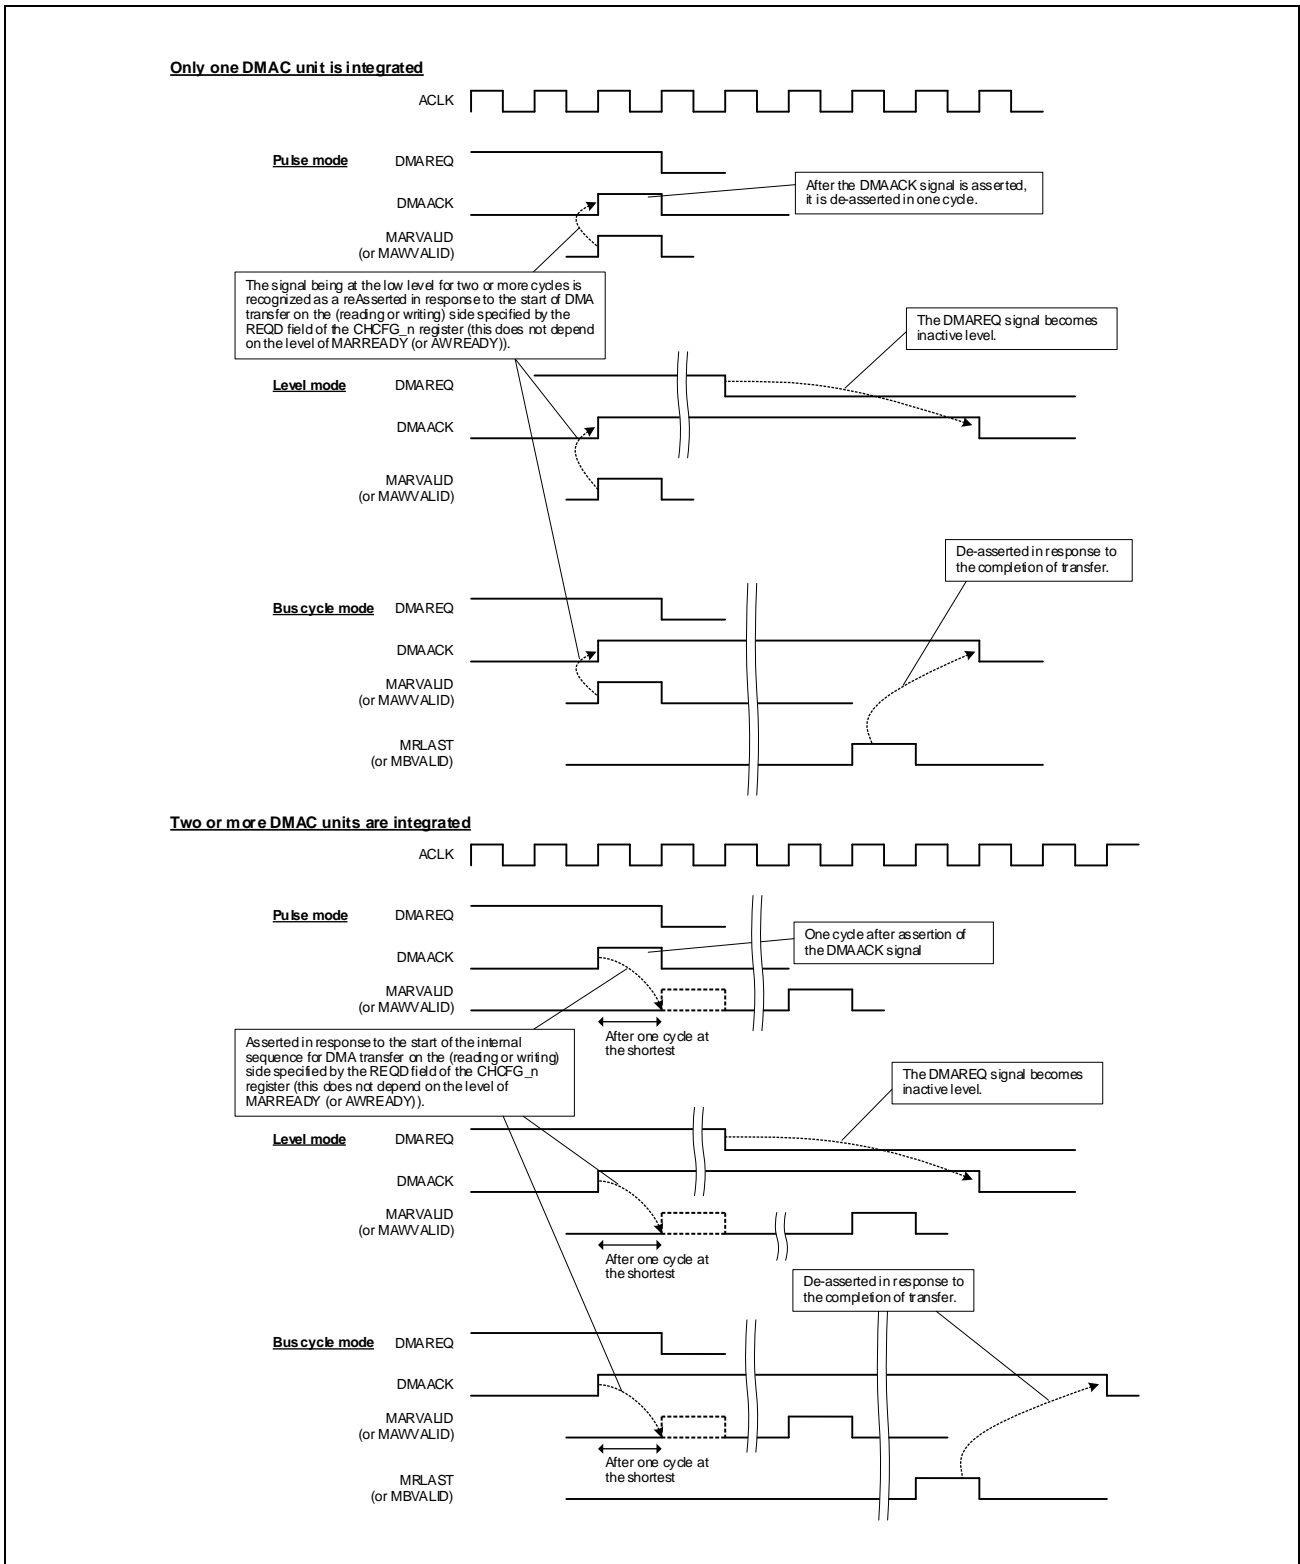 Only one DMAC unit is integrated
ACLK
Pulse mode DMAREQ
After the DMAACK signal is asserted,
it is de-asserted in one cycle.
DMAACK
MARVALID
(or MAWVALID)
The signal being at the low level for two or more cycles is
recognized as a reAsserted in response to the start of DMA
transfer on the (reading or writing) side specified by the
REQD field of the CHCFG_n register (this does not depend
on the level of MARREADY (or AWREADY)).
The DMAREQ signal becomes
inactive level.
Level mode DMAREQ
DMAACK
MARVALID
(or MAWVALID)
De-asserted in response to
the completion of transfer.
Bus cycle mode DMAREQ
DMAACK
MARVALID
(or MAWVALID)
MRLAST
(or MBVALID)
Two or more DMAC units are integrated
ACLK
Pulse mode DMAREQ
One cycle after assertion of
the DMAACK signal
DMAACK
MARVALID
(or MAWVALID)
After one cycle at
the shortest
Asserted in response to the start of the internal
sequence for DMA transfer on the (reading or writing)
side specified by the REQD field of the CHCFG_n
register (this does not depend on the level of
MARREADY (or AWREADY)).
The DMAREQ signal becomes
inactive level.
Level mode DMAREQ
DMAACK
MARVALID
(or MAWVALID)
After one cycle at
the shortest
De-asserted in response to
the completion of transfer.
Bus cycle mode DMAREQ
DMAACK
MARVALID
(or MAWVALID)
After one cycle at
the shortest
MRLAST
(or MBVALID)